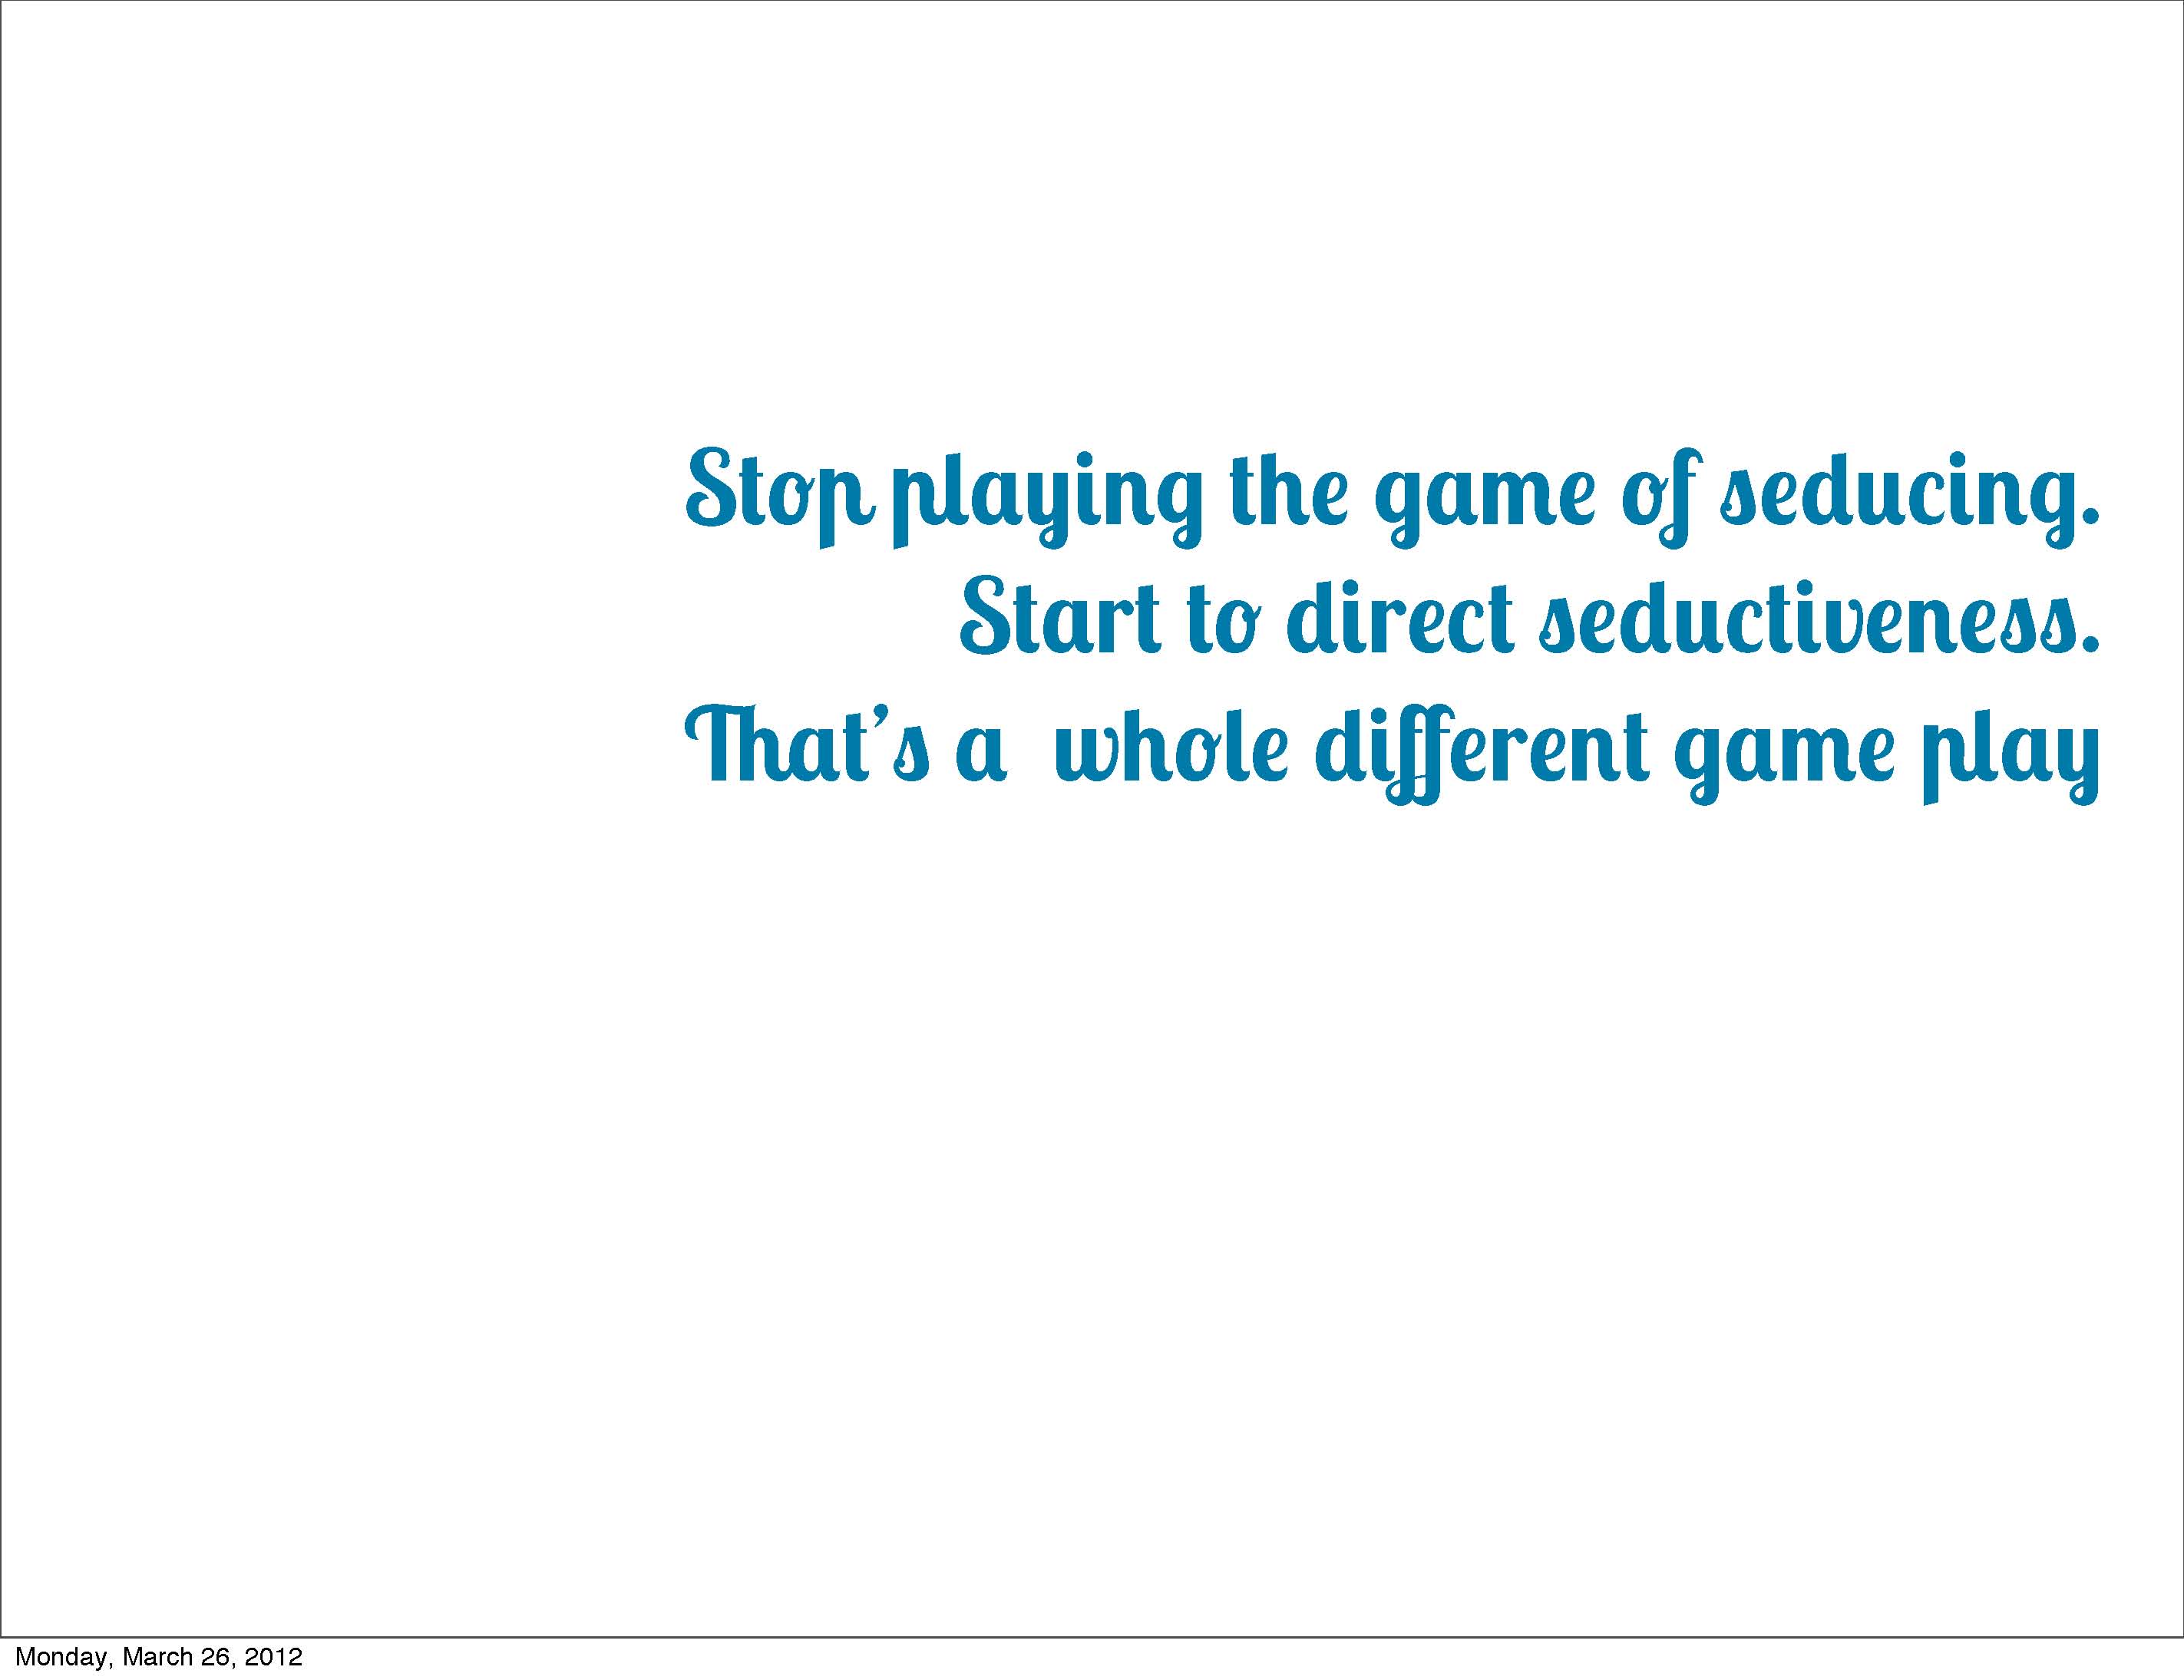 Stop playing the game of seducing.
Start to direct seductiveness.
That’s a  whole different game play
Monday, March 26, 2012